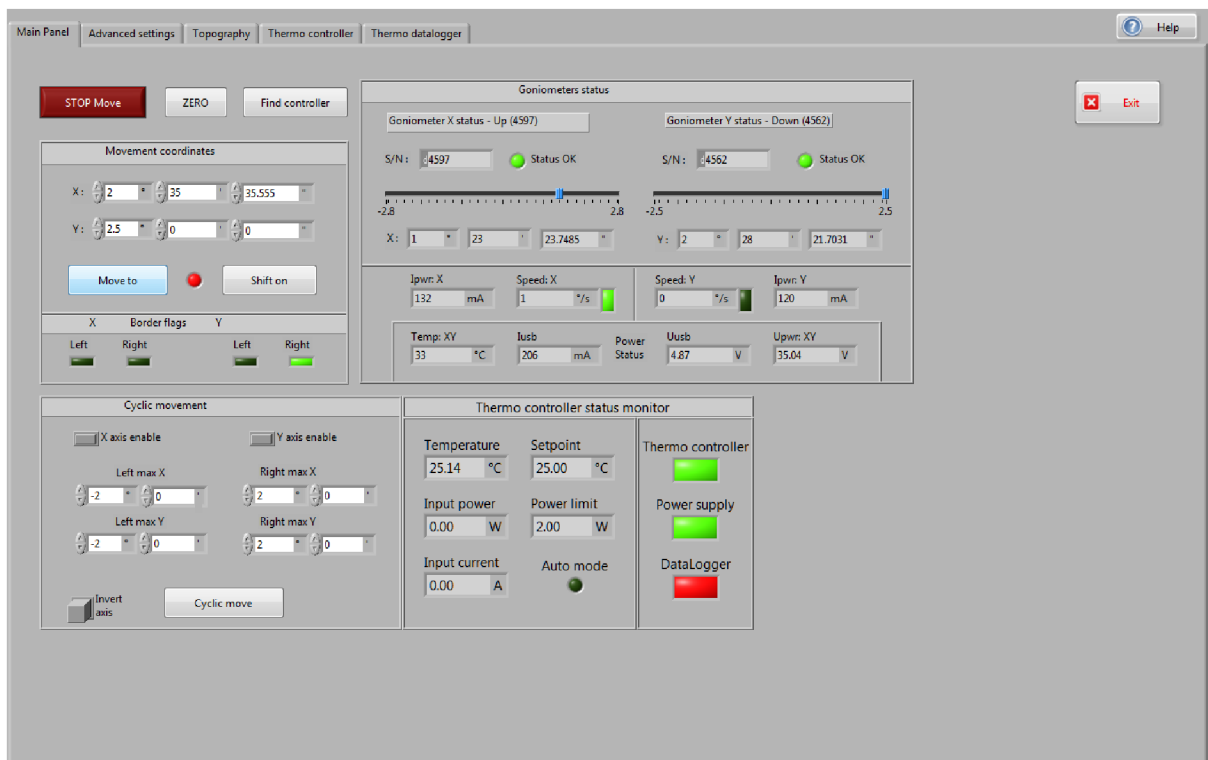 Main Panel Advanced settings Topography Thermo controller Thermo datalogger Help
STOP Move ZERO Find controller
Exit
Movement coordinates
X: 2 ° 35 ' 35.555 "
Y: 2.5 ° 0 ' 0 "
Move to Shift on
X Border flags Y
Left Right Left Right
Goniometers status
Goniometer X status - Up (4597) Goniometer Y status - Down (4562)
S/N: 4597 Status OK S/N: 4562 Status OK
-2.8 2.8 -2.5 2.5
X: 1 ° 23 ' 23.7485 " Y: 2 ° 28 ' 21.7031 "
Ipwr: X Speed: X Speed: Y Ipwr: Y
132 mA 1 °/s 0 °/s 120 mA
Temp: XY Iusb Power Status Uusb Upwr: XY
33 °C 206 mA 4.87 V 35.04 V
Cyclic movement
X axis enable Y axis enable
Left max X Right max X
-2 ° 0 ' 2 ° 0 '
Left max Y Right max Y
-2 ° 0 ' 2 ° 0 '
Invert axis Cyclic move
Thermo controller status monitor
Temperature Setpoint Thermo controller
25.14 °C 25.00 °C
Input power Power limit Power supply
0.00 W 2.00 W
Input current Auto mode DataLogger
0.00 A